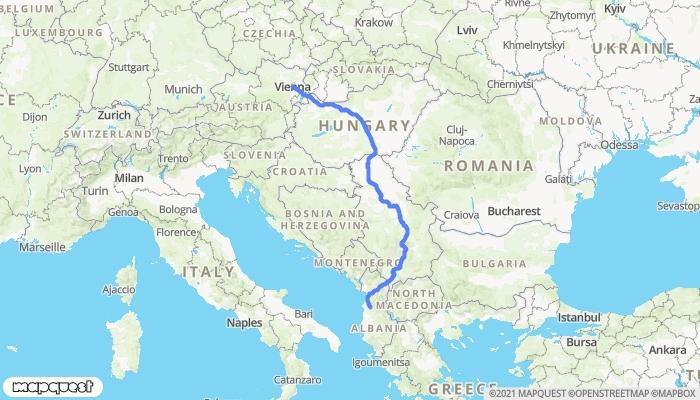 BELGIUM
LUXEMBOURG
Stuttgart
CZECHIA
Krakow
Lviv
Rivne
Zhytomyr
Kyiv
Khmelnytskyi
UKRAINE
SLOVAKIA
Chernivtsi
Vienna
Munich
AUSTRIA
Dijon
Zurich
SWITZERLAND
HUNGARY
Cluj-
Napoca
MOLDOVA
Odessa
ROMANIA
Lyon
Trento
SLOVENIA
CROATIA
Milan
Turin
Galați
Genoa
Bologna
BOSNIA AND
HERZEGOVINA
Craiova
Bucharest
Sevastop
Marseille
Florence
MONTENEGRO
BULGARIA
ITALY
Ajaccio
NORTH
MACEDONIA
Naples
Bari
ALBANIA
Istanbul
Bursa
Ankara
Igoumenitsa
Catanzaro
GREECE
mapquest
©2021 MAPQUEST ©OPENSTREETMAP ©MAPBOX